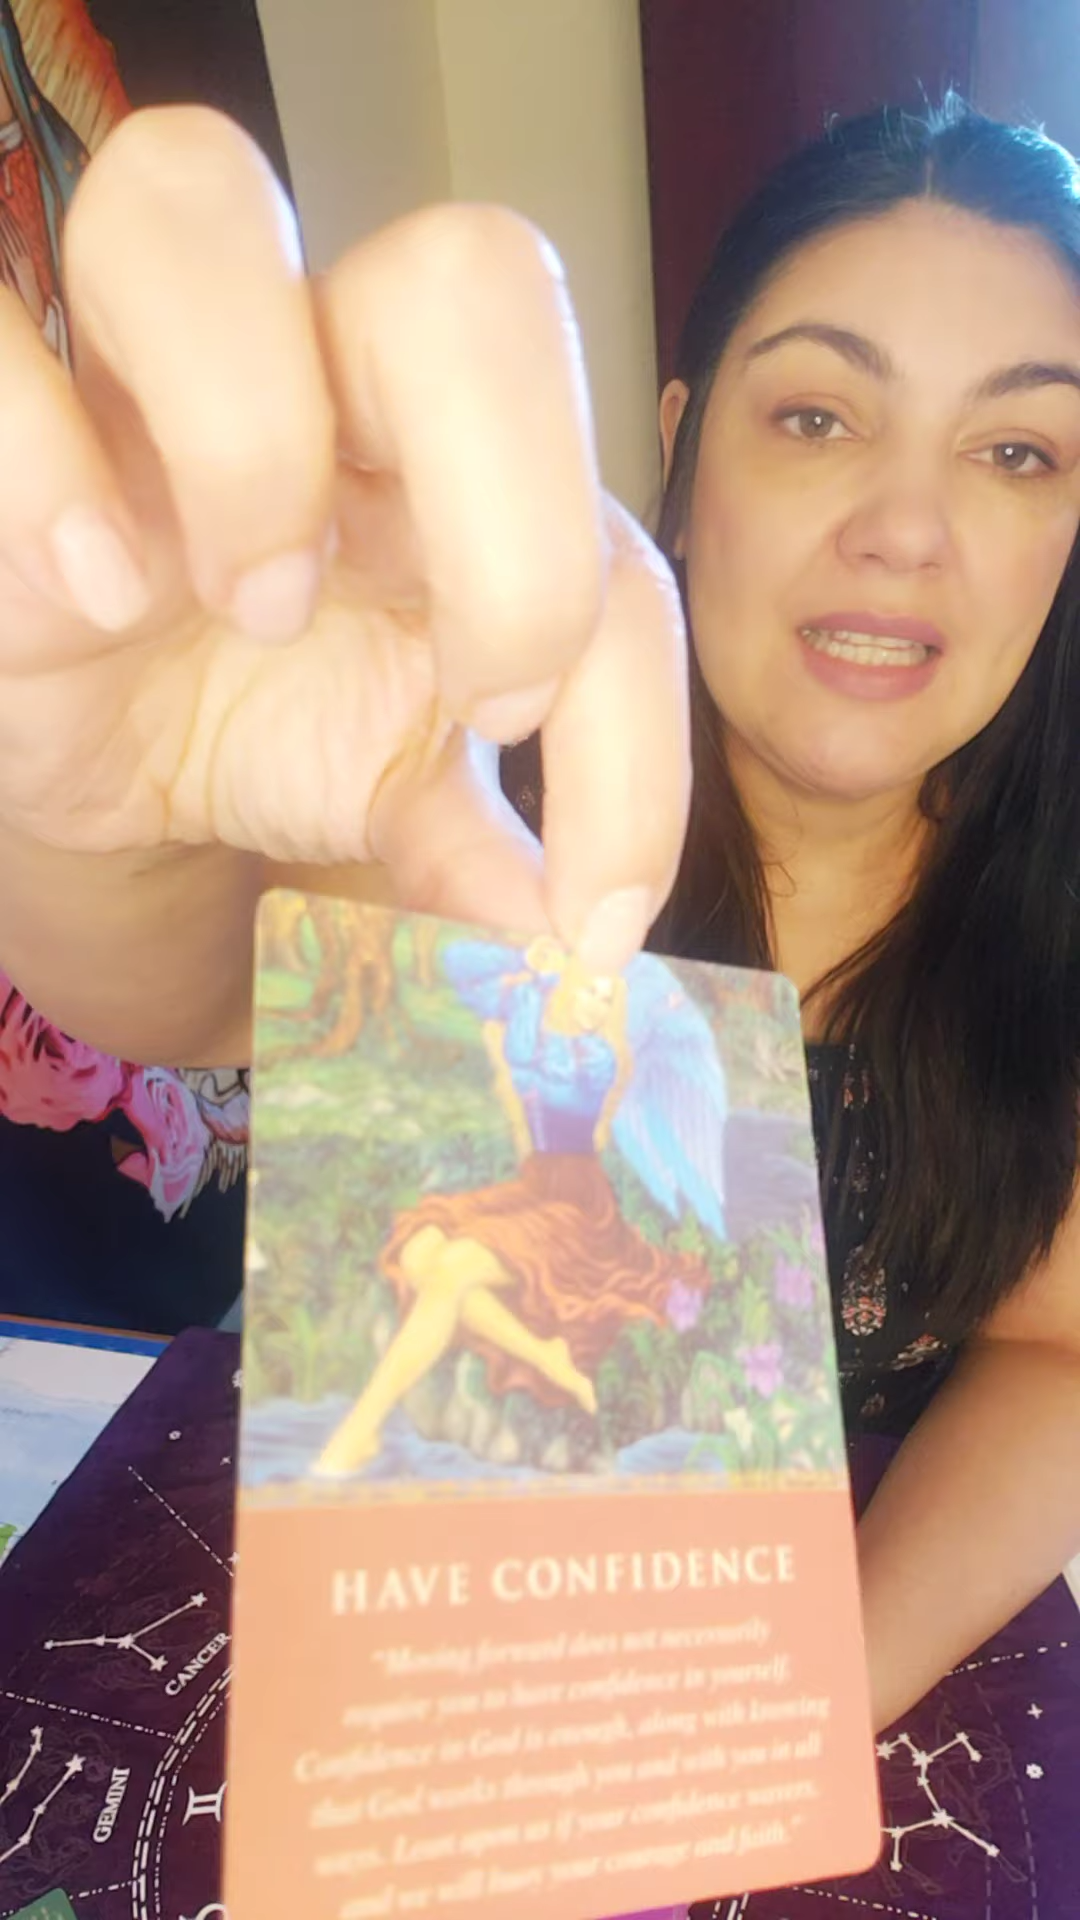 HAVE CONFIDENCE
"Moving forward does not necessarily
require you to have confidence in yourself.
Confidence in God is enough, along with knowing
that God works through you and with you in all
ways. Lean upon us if your confidence wavers,
and we will buoy your courage and faith."
CANCER
GEMINI
♊